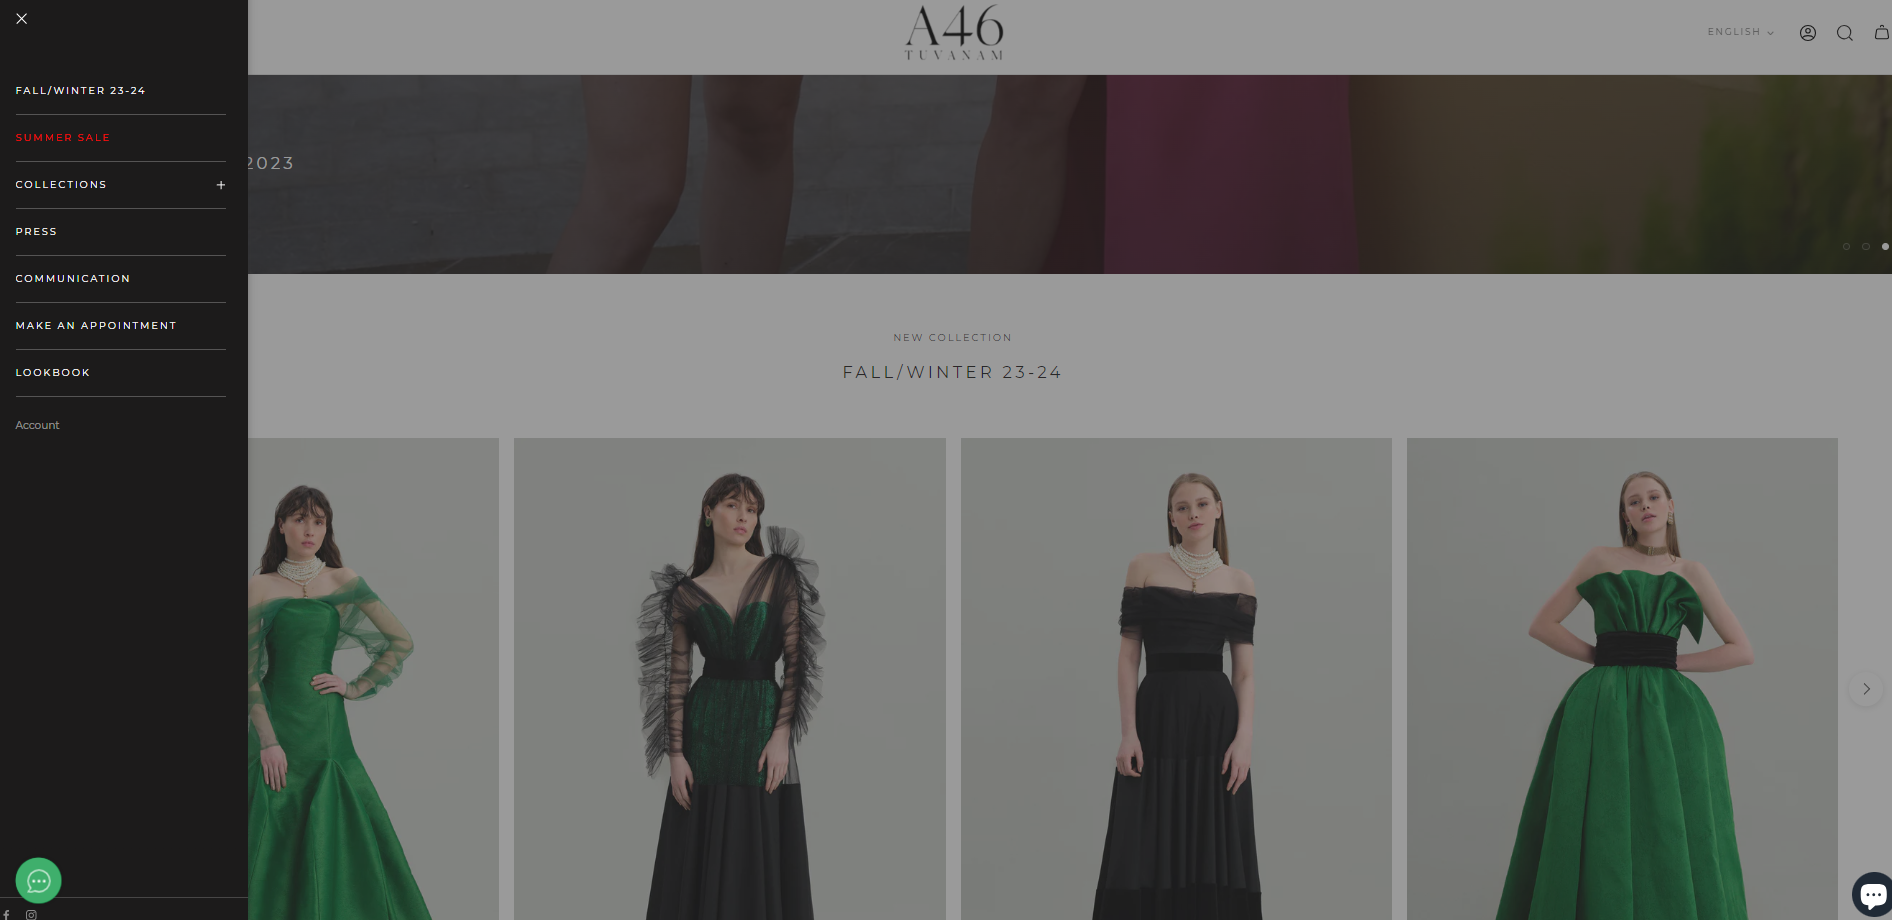 A46
TUVANAM
ENGLISH
FALL/WINTER 23-24
SUMMER SALE
COLLECTIONS
PRESS
COMMUNICATION
MAKE AN APPOINTMENT
LOOKBOOK
Account
2023
NEW COLLECTION
FALL/WINTER 23-24